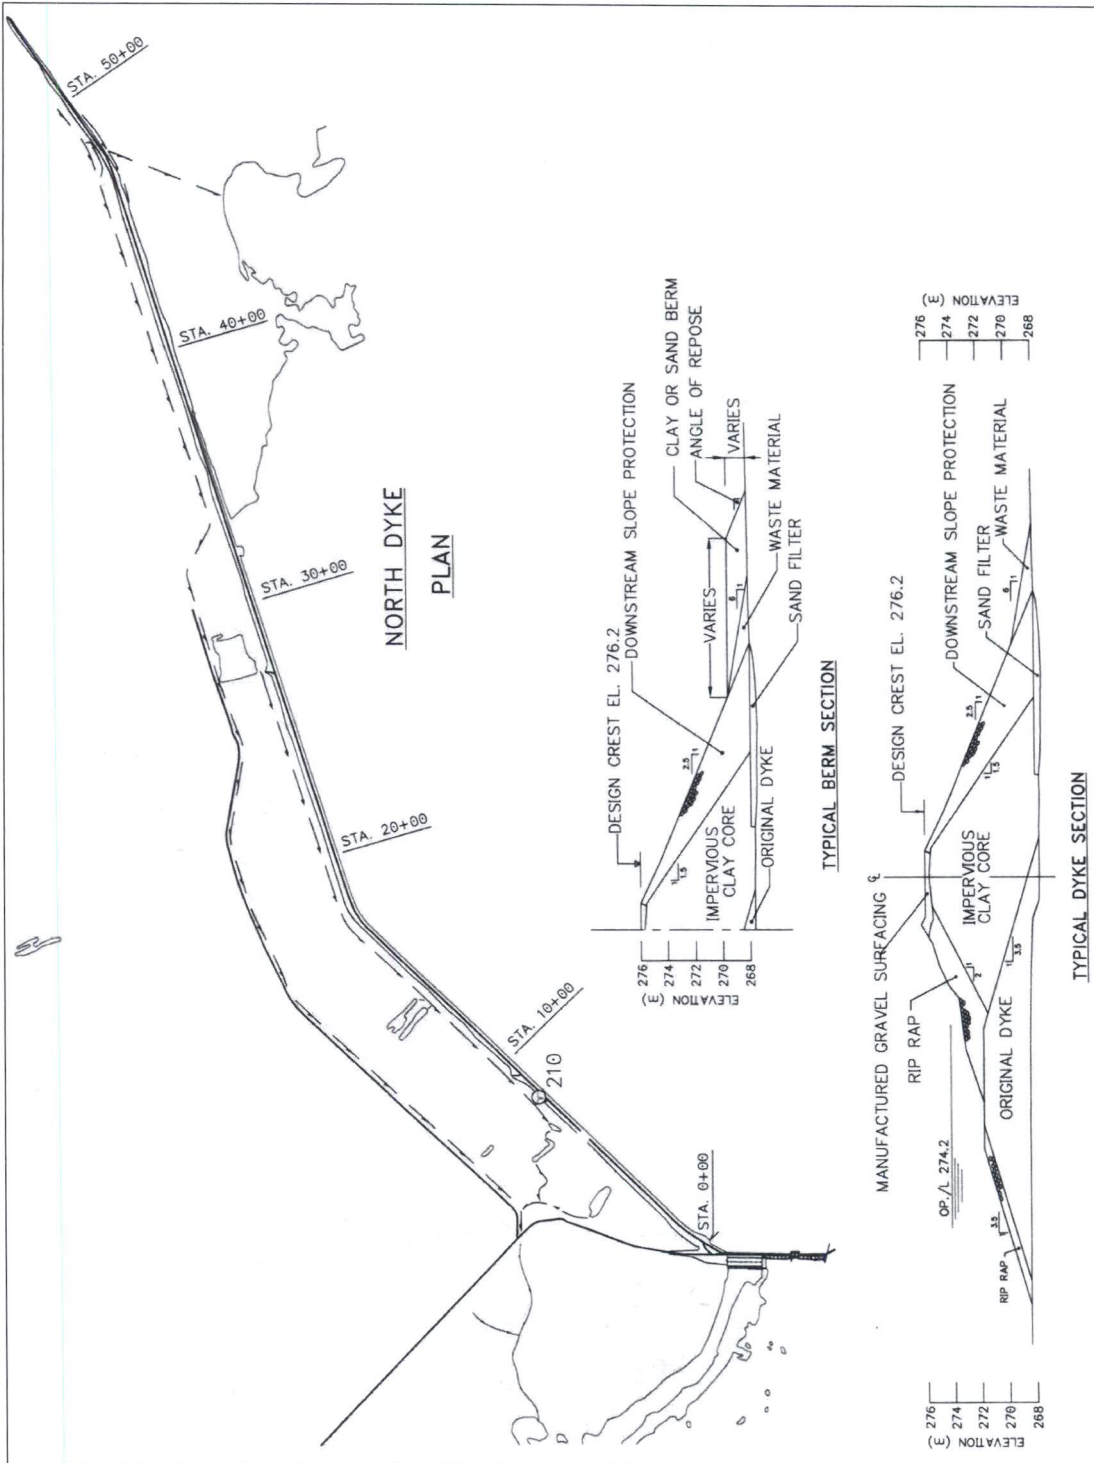 STA. 50+00
STA. 40+00
STA. 30+00
STA. 20+00
STA. 10+00
210
STA. 0+00
NORTH DYKE
PLAN
DESIGN CREST EL. 276.2
DOWNSTREAM SLOPE PROTECTION
CLAY OR SAND BERM
ANGLE OF REPOSE
VARIES
VARIES
WASTE MATERIAL
SAND FILTER
2.5
1
6
1
1
1.5
IMPERVIOUS
CLAY CORE
ORIGINAL DYKE
276
274
272
270
268
ELEVATION (m)
TYPICAL BERM SECTION
MANUFACTURED GRAVEL SURFACING
℄
DESIGN CREST EL. 276.2
RIP RAP
OP./L 274.2
DOWNSTREAM SLOPE PROTECTION
SAND FILTER
WASTE MATERIAL
IMPERVIOUS
CLAY CORE
ORIGINAL DYKE
RIP RAP
3.5
1
2
1
1
3.5
1
1.5
2.5
1
6
1
276
274
272
270
268
ELEVATION (m)
276
274
272
270
268
ELEVATION (m)
TYPICAL DYKE SECTION